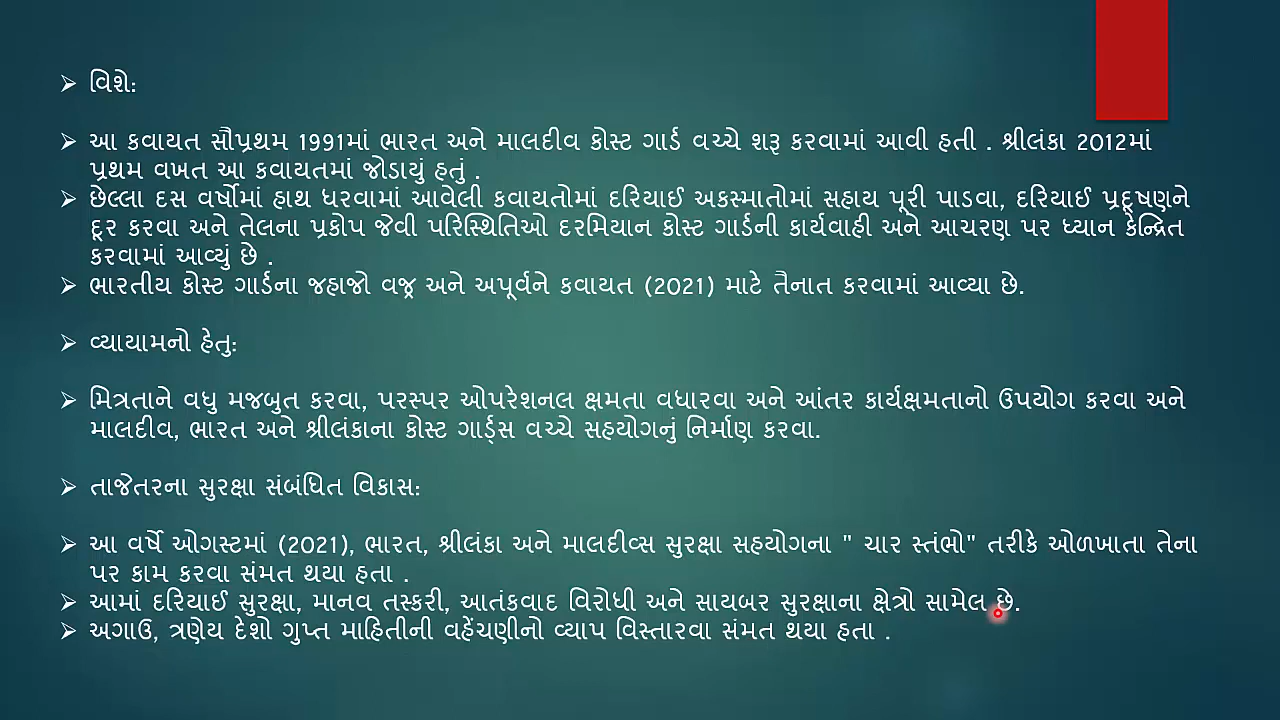 ➢ વિશે:
➢ આ કવાયત સૌપ્રથમ 1991માં ભારત અને માલદીવ કોસ્ટ ગાર્ડ વચ્ચે શરૂ કરવામાં આવી હતી . શ્રીલંકા 2012માં
પ્રથમ વખત આ કવાયતમાં જોડાયું હતું .
➢ છેલ્લા દસ વર્ષોમાં હાથ ધરવામાં આવેલી કવાયતોમાં દરિયાઈ અકસ્માતોમાં સહાય પૂરી પાડવા, દરિયાઈ પ્રદૂષણને
દૂર કરવા અને તેલના પ્રકોપ જેવી પરિસ્થિતિઓ દરમિયાન કોસ્ટ ગાર્ડની કાર્યવાહી અને આચરણ પર ધ્યાન કેન્દ્રિત
કરવામાં આવ્યું છે .
➢ ભારતીય કોસ્ટ ગાર્ડના જહાજો વજ્ર અને અપૂર્વને કવાયત (2021) માટે તૈનાત કરવામાં આવ્યા છે.
➢ વ્યાયામનો હેતુ:
➢ મિત્રતાને વધુ મજબુત કરવા, પરસ્પર ઓપરેશનલ ક્ષમતા વધારવા અને આંતર કાર્યક્ષમતાનો ઉપયોગ કરવા અને
માલદીવ, ભારત અને શ્રીલંકાના કોસ્ટ ગાર્ડ્સ વચ્ચે સહયોગનું નિર્માણ કરવા.
➢ તાજેતરના સુરક્ષા સંબંધિત વિકાસ:
➢ આ વર્ષે ઓગસ્ટમાં (2021), ભારત, શ્રીલંકા અને માલદીવ્સ સુરક્ષા સહયોગના " ચાર સ્તંભો" તરીકે ઓળખાતા તેના
પર કામ કરવા સંમત થયા હતા .
➢ આમાં દરિયાઈ સુરક્ષા, માનવ તસ્કરી, આતંકવાદ વિરોધી અને સાયબર સુરક્ષાના ક્ષેત્રો સામેલ છે.
➢ અગાઉ, ત્રણેય દેશો ગુપ્ત માહિતીની વહેંચણીનો વ્યાપ વિસ્તારવા સંમત થયા હતા .